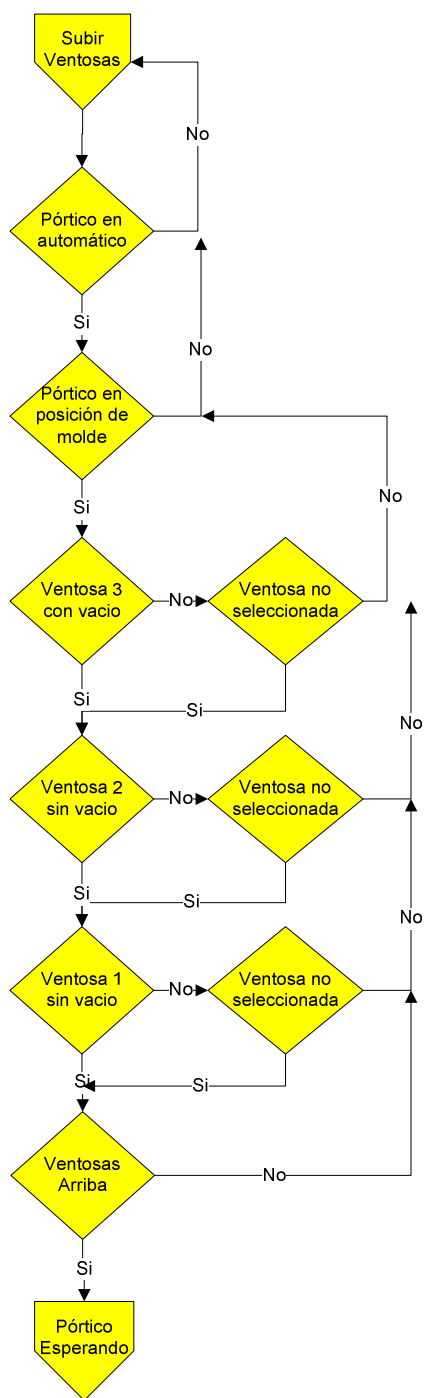 Subir
Ventosas
No
Pórtico en
automático
Si
No
Pórtico en
posición de
molde
No
Si
Ventosa 3
con vacio
No
Ventosa no
seleccionada
Si
Si
No
Ventosa 2
sin vacio
No
Ventosa no
seleccionada
Si
Si
No
Ventosa 1
sin vacio
No
Ventosa no
seleccionada
Si
Si
Ventosas
Arriba
No
Si
Pórtico
Esperando